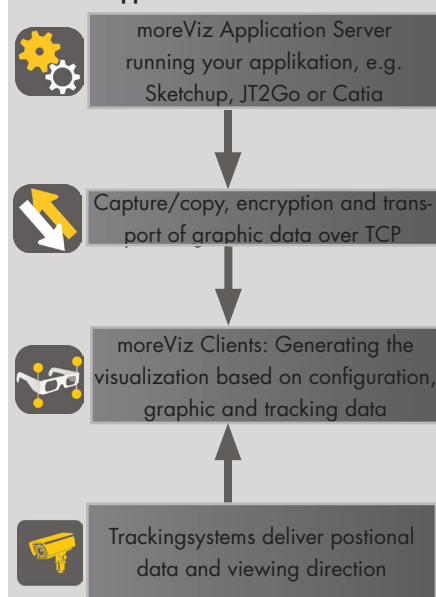 moreViz Application Server
running your applikation, e.g.
Sketchup, JT2Go or Catia
Capture/copy, encryption and trans-
port of graphic data over TCP
moreViz Clients: Generating the
visualization based on configuration,
graphic and tracking data
Trackingsystems deliver postional
data and viewing direction